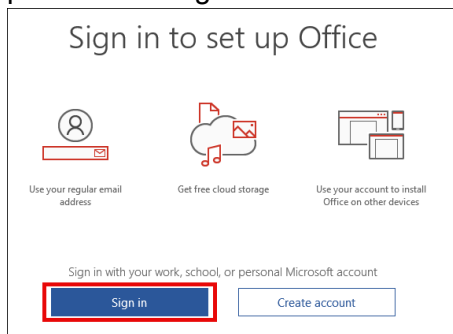 Sign in to set up Office
Use your regular email
address
Get free cloud storage
Use your account to install
Office on other devices
Sign in with your work, school, or personal Microsoft account
Sign in
Create account